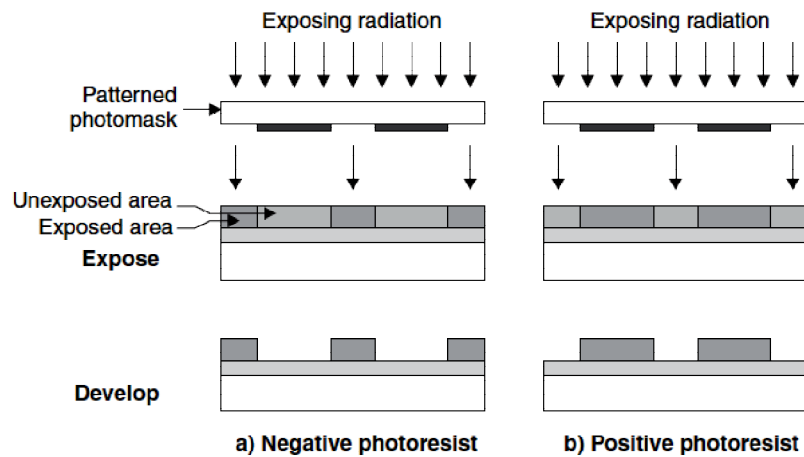 Exposing radiation
Exposing radiation
Patterned
photomask
Unexposed area
Exposed area
Expose
Develop
a) Negative photoresist
b) Positive photoresist